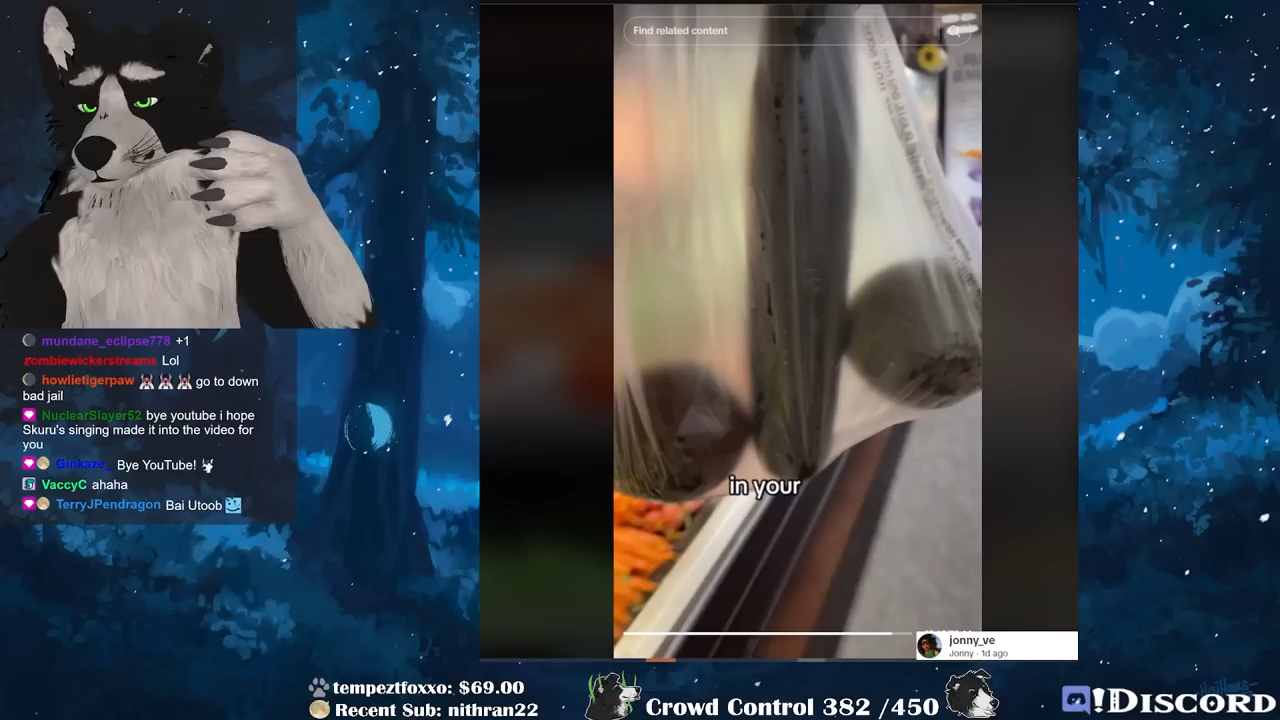 Find related content
mundane_eclipse778 +1
zombiewickerstreams Lol
howlietigerpaw go to down
bad jail
NuclearSlayer52 bye youtube i hope
Skuru's singing made it into the video for
you
Ginkaze_ Bye YouTube!
VaccyC ahaha
TerryJPendragon Bai Utoob
in your
jonny_ve
Jonny · 1d ago
tempeztfoxxo: $69.00
Recent Sub: nithran22
Crowd Control 382 /450
!Discord